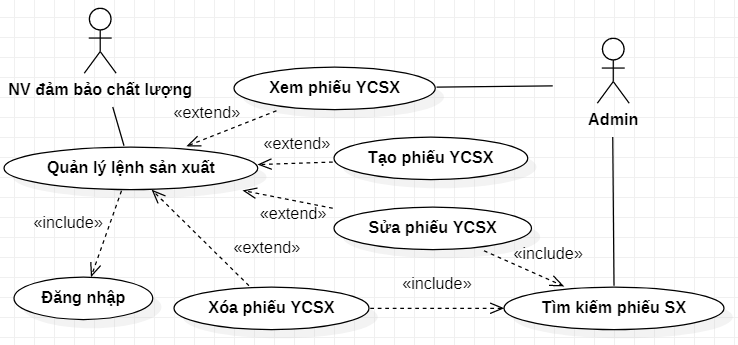 NV đảm bảo chất lượng
Xem phiếu YCSX
Admin
«extend»
«extend»
Tạo phiếu YCSX
Quản lý lệnh sản xuất
«include»
«extend»
Sửa phiếu YCSX
«extend»
«include»
Đăng nhập
Xóa phiếu YCSX
«include»
Tìm kiếm phiếu SX